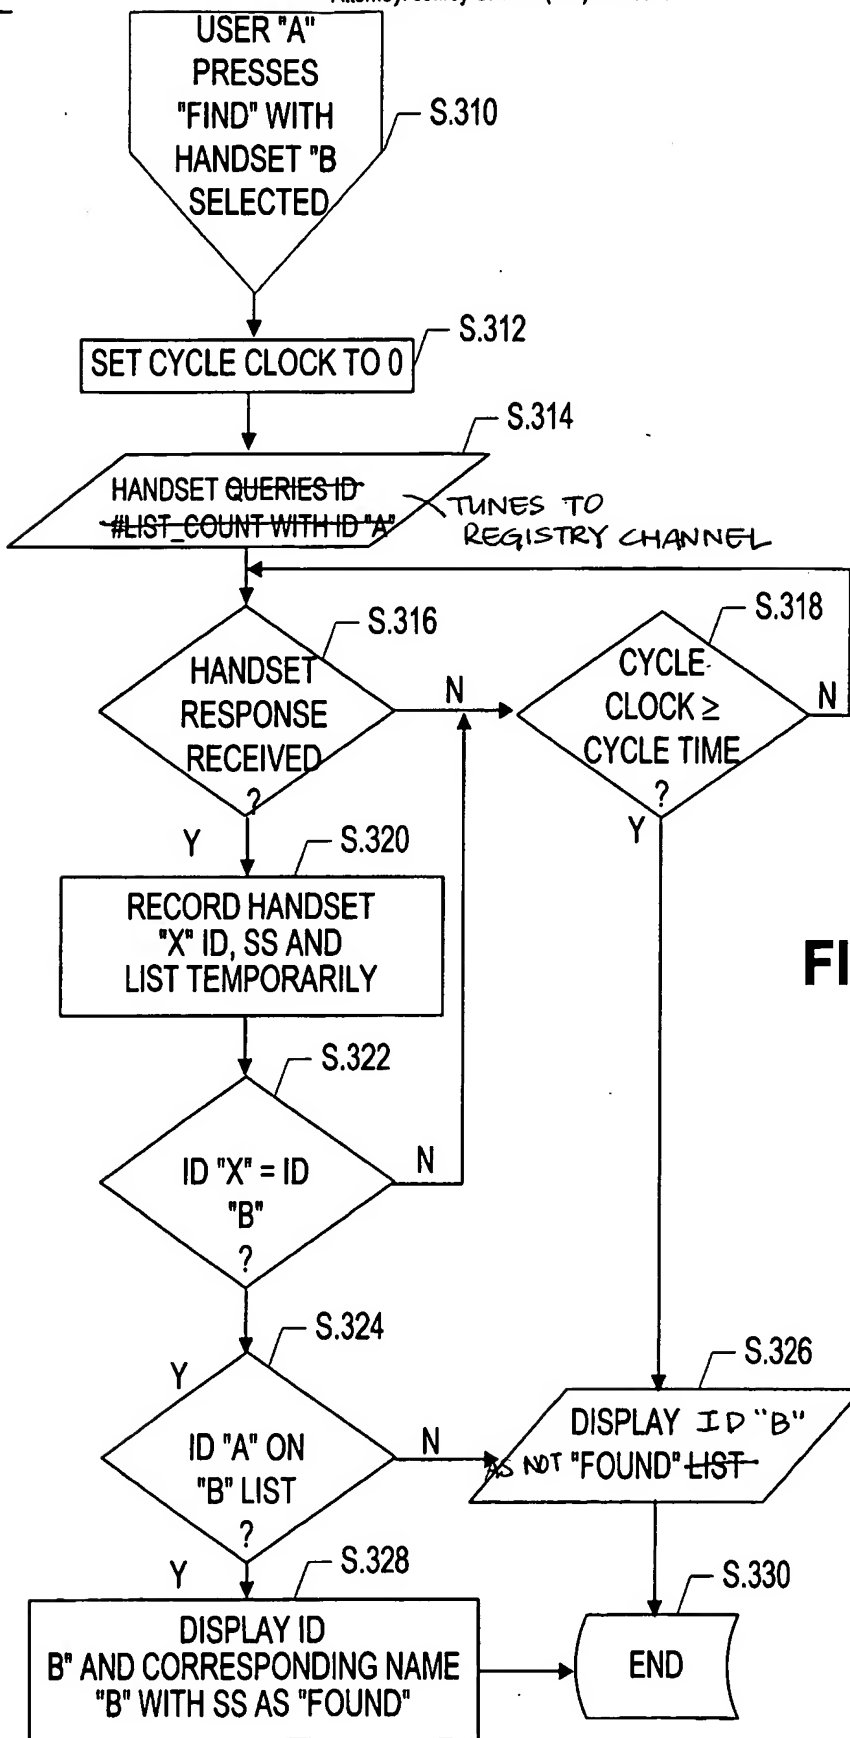 USER "A"
PRESSES
"FIND" WITH
HANDSET "B
SELECTED
S.310
SET CYCLE CLOCK TO 0
S.312
S.314
HANDSET QUERIES ID
#LIST_COUNT WITH ID "A"
TUNES TO
REGISTRY CHANNEL
S.316
HANDSET
RESPONSE
RECEIVED
?
N
Y
S.318
CYCLE
CLOCK ≥
CYCLE TIME
?
N
Y
S.320
RECORD HANDSET
"X" ID, SS AND
LIST TEMPORARILY
FI
S.322
ID "X" = ID
"B"
?
N
Y
S.324
ID "A" ON
"B" LIST
?
N
Y
S.326
DISPLAY ID "B"
AS NOT "FOUND" LIST
S.328
DISPLAY ID
B" AND CORRESPONDING NAME
"B" WITH SS AS "FOUND"
S.330
END